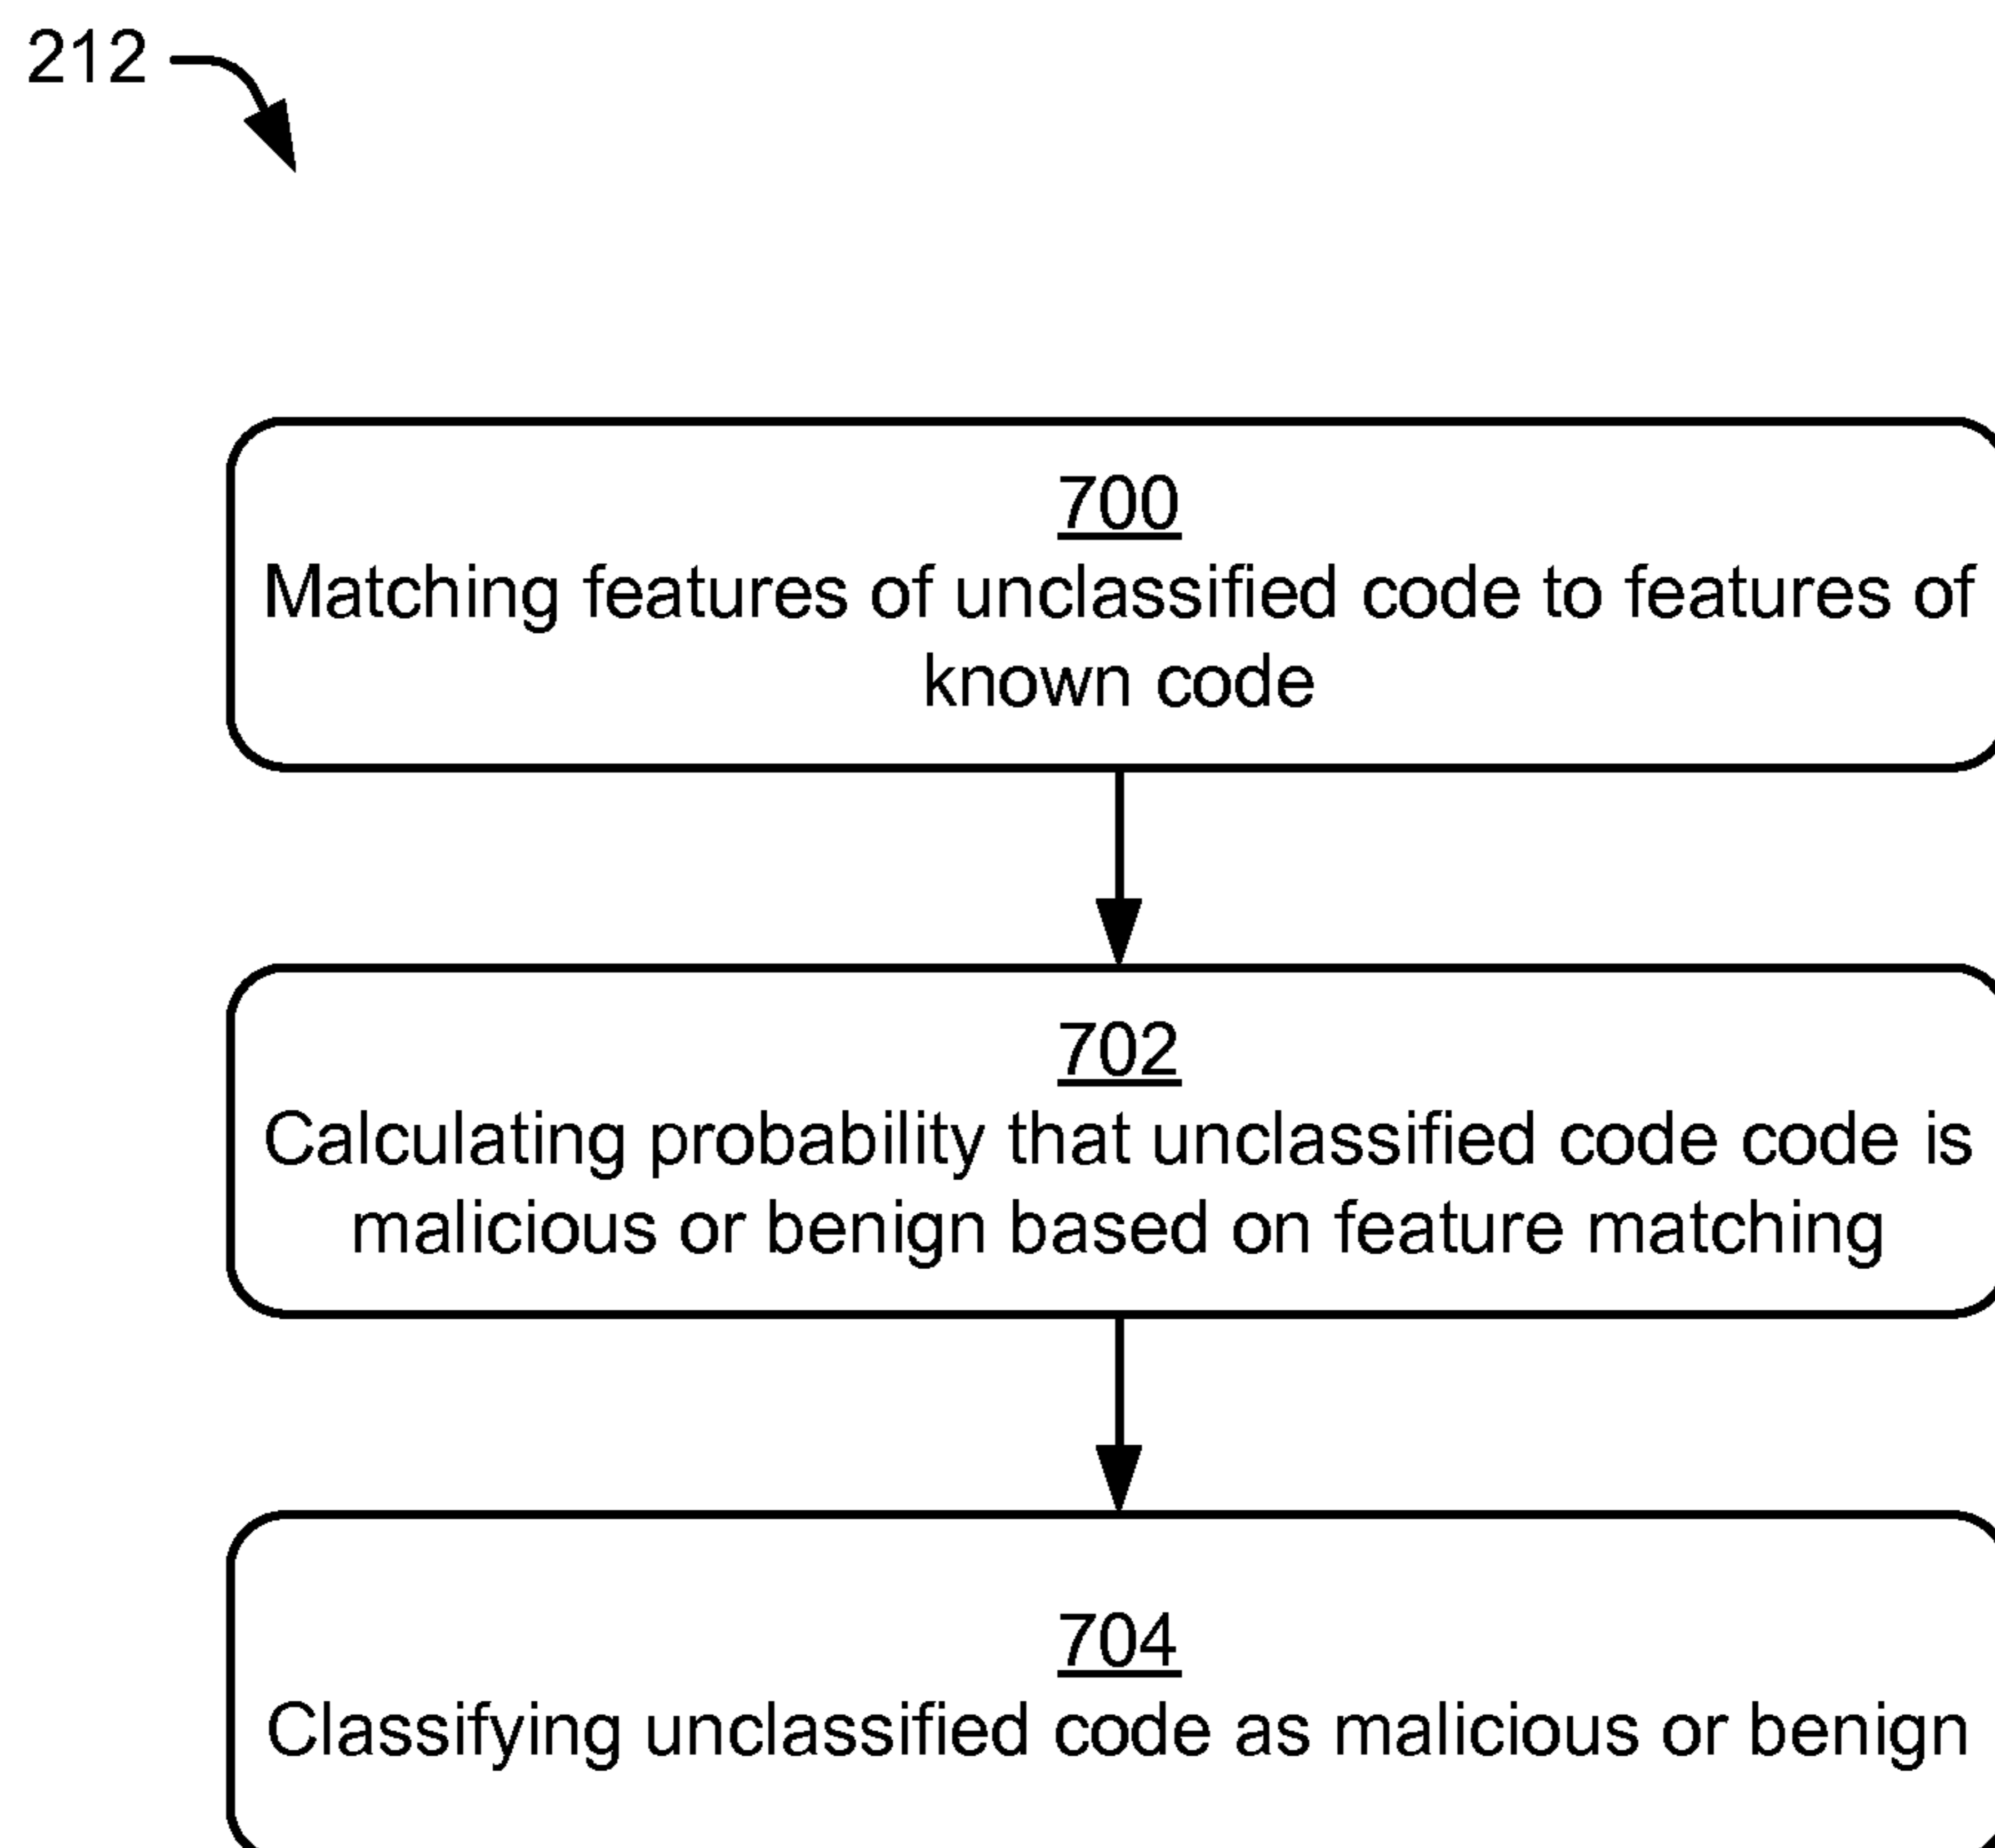 212
700
Matching features of unclassified code to features of
known code
702
Calculating probability that unclassified code code is
malicious or benign based on feature matching
704
Classifying unclassified code as malicious or benign